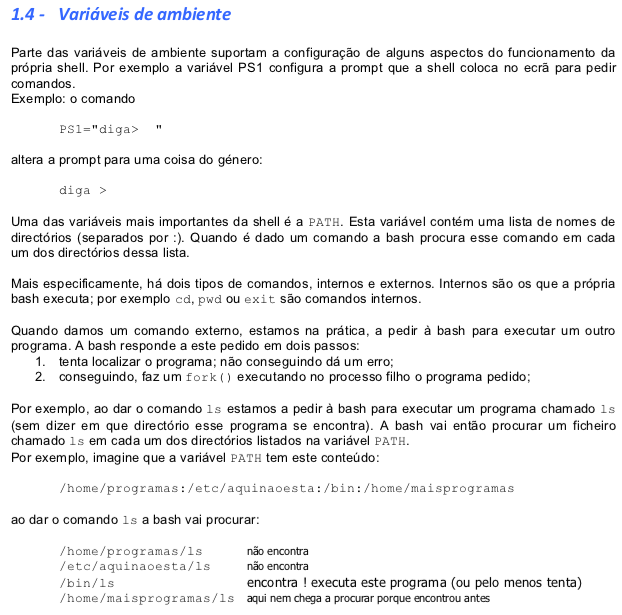 1.4 - Variáveis de ambiente
Parte das variáveis de ambiente suportam a configuração de alguns aspectos do funcionamento da
própria shell. Por exemplo a variável PS1 configura a prompt que a shell coloca no ecrã para pedir
comandos.
Exemplo: o comando
PS1="diga>  "
altera a prompt para uma coisa do género:
diga >
Uma das variáveis mais importantes da shell é a PATH. Esta variável contém uma lista de nomes de
directórios (separados por :). Quando é dado um comando a bash procura esse comando em cada
um dos directórios dessa lista.
Mais especificamente, há dois tipos de comandos, internos e externos. Internos são os que a própria
bash executa; por exemplo cd, pwd ou exit são comandos internos.
Quando damos um comando externo, estamos na prática, a pedir à bash para executar um outro
programa. A bash responde a este pedido em dois passos:
1. tenta localizar o programa; não conseguindo dá um erro;
2. conseguindo, faz um fork() executando no processo filho o programa pedido;
Por exemplo, ao dar o comando ls estamos a pedir à bash para executar um programa chamado ls
(sem dizer em que directório esse programa se encontra). A bash vai então procurar um ficheiro
chamado ls em cada um dos directórios listados na variável PATH.
Por exemplo, imagine que a variável PATH tem este conteúdo:
/home/programas:/etc/aquinaoesta:/bin:/home/maisprogramas
ao dar o comando ls a bash vai procurar:
/home/programas/ls não encontra
/etc/aquinaoesta/ls não encontra
/bin/ls encontra ! executa este programa (ou pelo menos tenta)
/home/maisprogramas/ls aqui nem chega a procurar porque encontrou antes